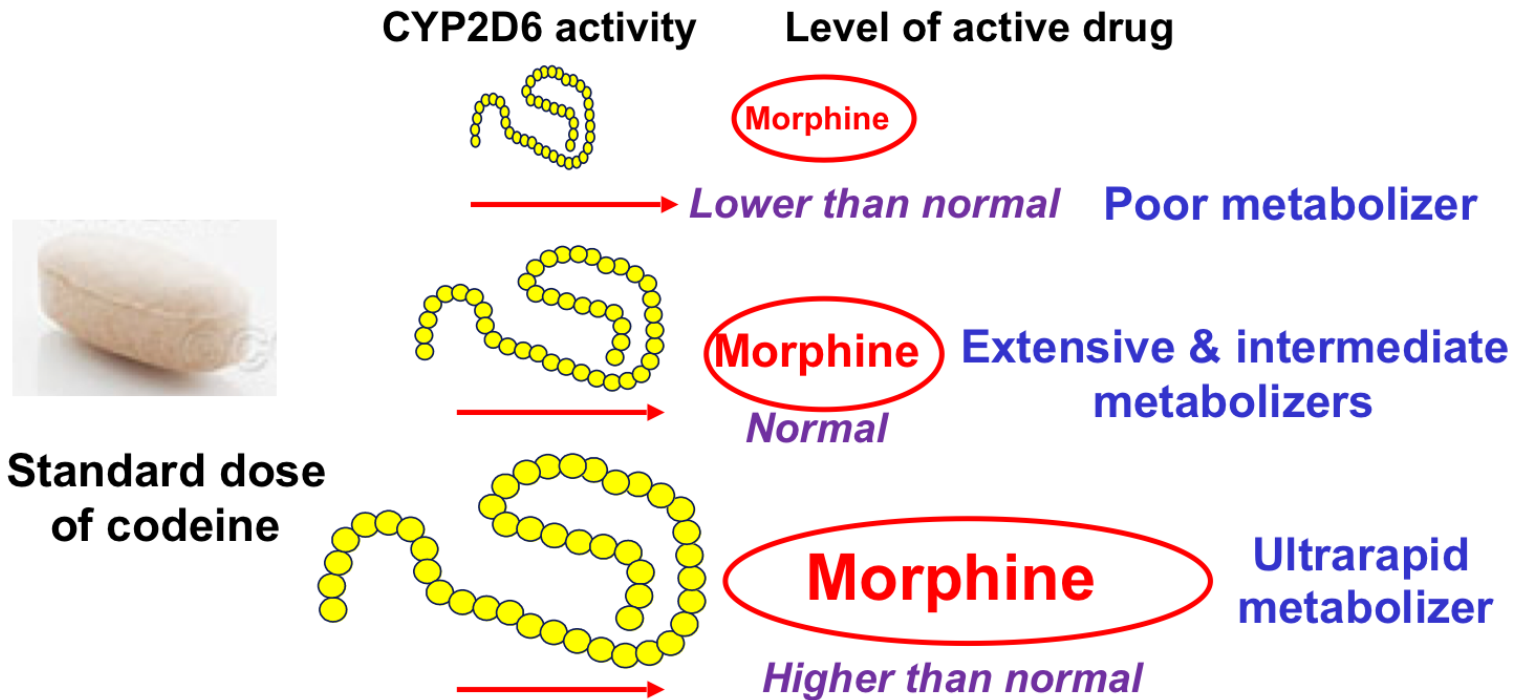 CYP2D6 activity
Level of active drug
Morphine
Lower than normal
Poor metabolizer
Morphine
Normal
Extensive & intermediate
metabolizers
Standard dose
of codeine
Morphine
Higher than normal
Ultrarapid
metabolizer